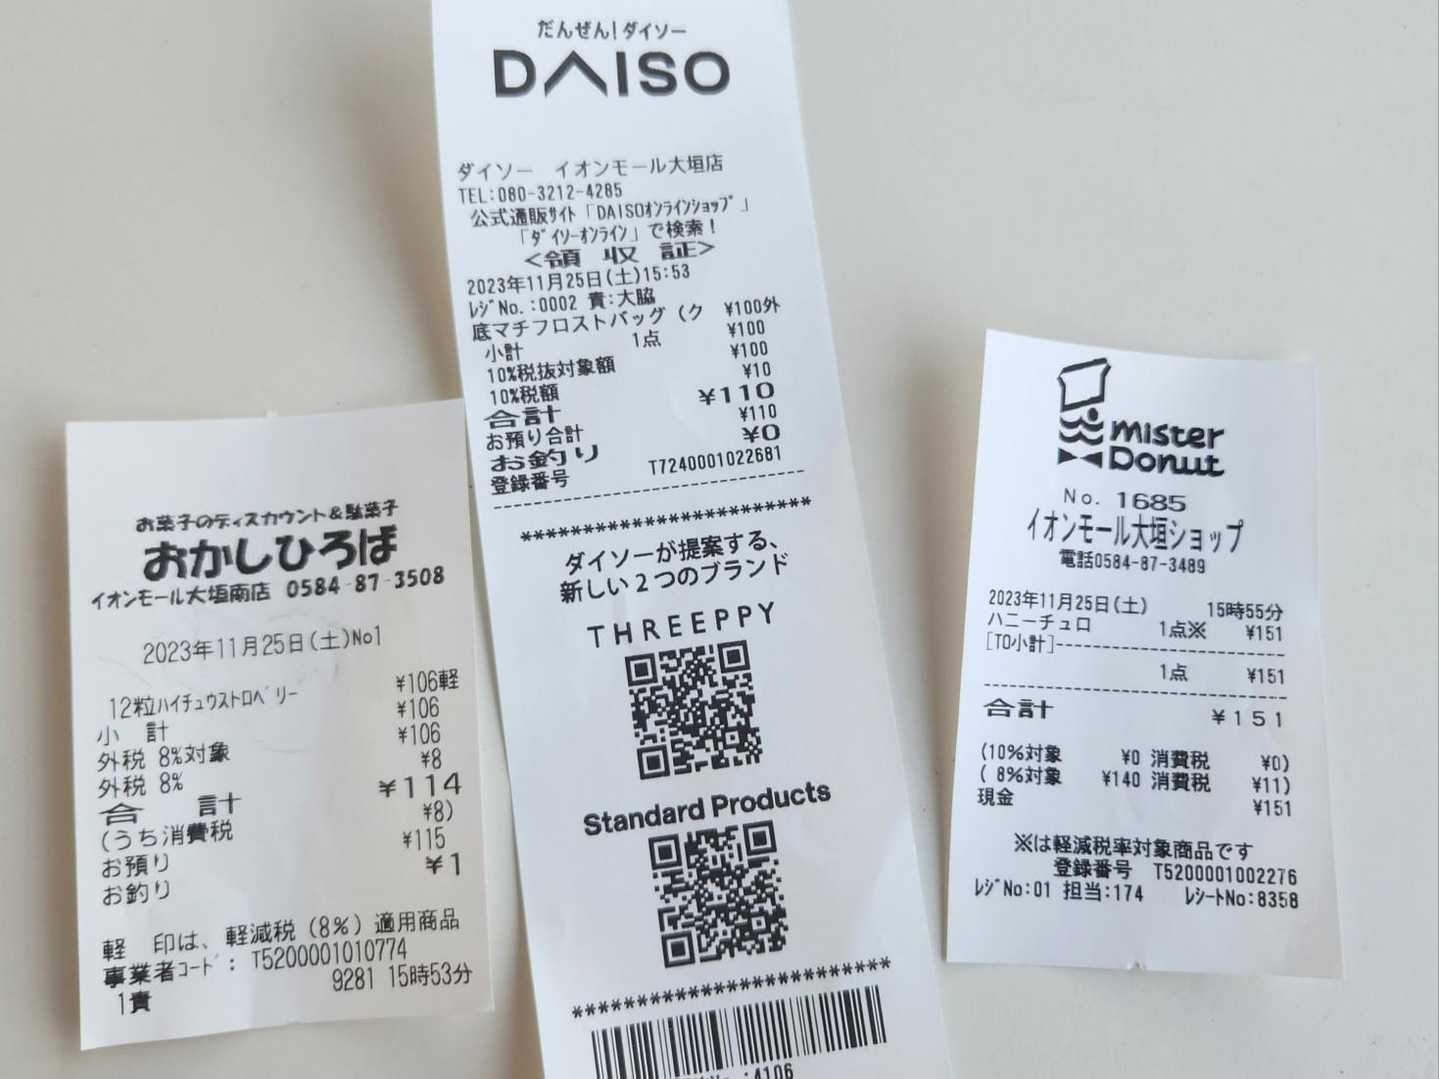 お菓子のディスカウント&駄菓子
おかしひろば
イオンモール大垣南店 0584-87-3508
2023年11月25日(土)No1
12粒ハイチュウストロベリー ¥106軽
小計 ¥106
外税 8%対象 ¥106
外税 8% ¥8
合計 ¥114
(うち消費税 ¥8)
お預り ¥115
お釣り ¥1
軽 印は、軽減税(8%)適用商品
事業者コード: T5200001010774
9281 15時53分
1責
だんぜん!ダイソー
DAISO
ダイソー イオンモール大垣店
TEL:080-3212-4285
公式通販サイト「DAISOオンラインショップ」
「ダイソーオンライン」で検索!
<領収証>
2023年11月25日(土)15:53
レジNo.:0002 責:大脇
底マチフロストバッグ(ク ¥100外
小計 1点 ¥100
10%税抜対象額 ¥100
10%税額 ¥10
合計 ¥110
お預り合計 ¥110
お釣り ¥0
登録番号 T7240001022681
------------------------------
******************************
ダイソーが提案する、
新しい2つのブランド
THREEPPY
Standard Products
******************************
mister
Donut
No. 1685
イオンモール大垣ショップ
電話0584-87-3489
2023年11月25日(土) 15時55分
ハニーチュロ 1点※ ¥151
[TO小計]------------------------
1点 ¥151
------------------------------
合計 ¥151
(10%対象 ¥0 消費税 ¥0)
( 8%対象 ¥140 消費税 ¥11)
現金 ¥151
※は軽減税率対象商品です
登録番号 T5200001002276
レジNo:01 担当:174 レシートNo:8358